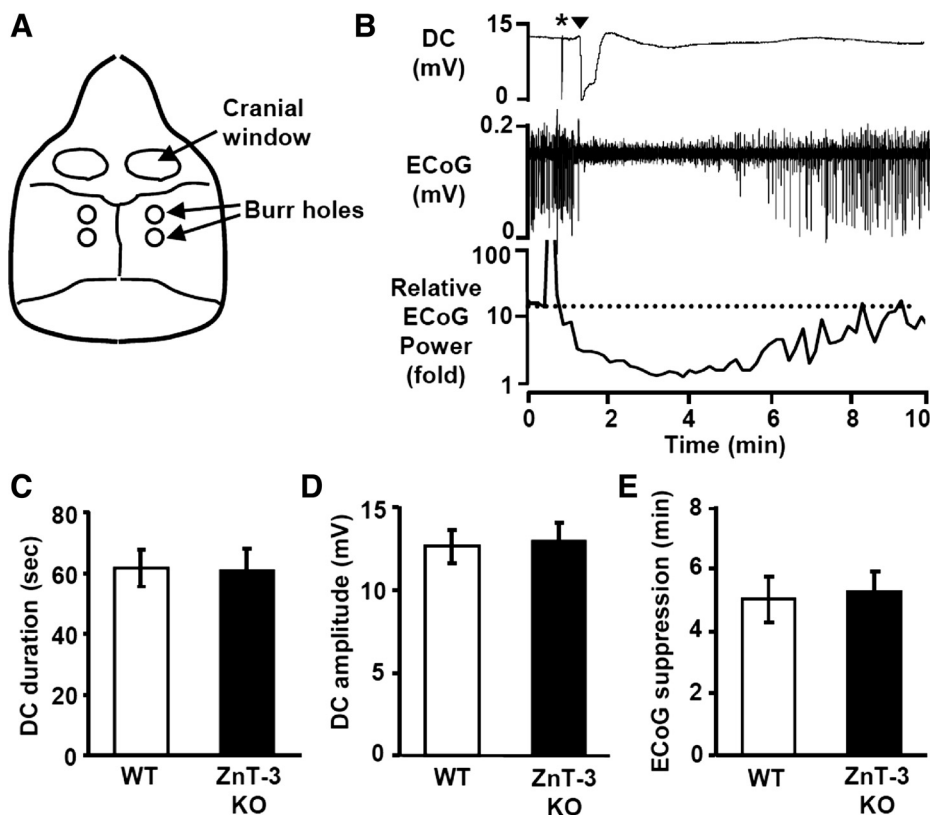 A
Cranial
window
Burr holes
B
DC
(mV)
15
0
*
ECoG
(mV)
0.2
0
Relative
ECoG
Power
(fold)
100
10
1
0 2 4 6 8 10
Time (min)
C
DC duration (sec)
80
60
40
20
0
WT ZnT-3
KO
D
DC amplitude (mV)
15
10
5
0
WT ZnT-3
KO
E
ECoG suppression (min)
8
6
4
2
0
WT ZnT-3
KO